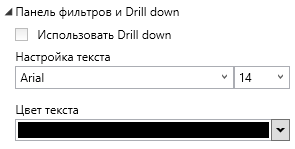 Панель фильтров и Drill down
Использовать Drill down
Настройка текста
Arial 14
Цвет текста